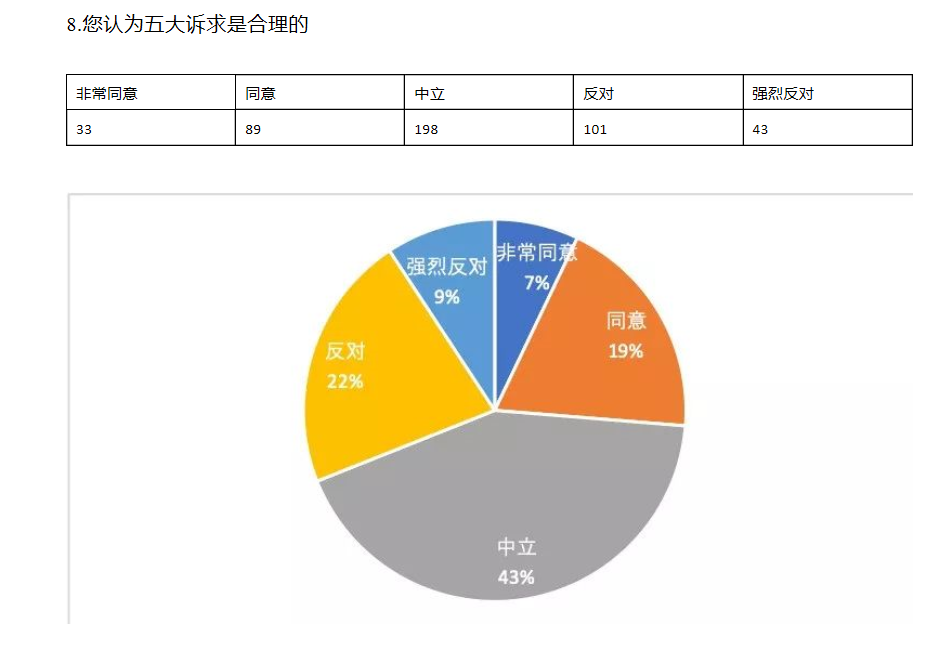 8.您认为五大诉求是合理的
非常同意 同意 中立 反对 强烈反对
33 89 198 101 43
强烈反对 非常同意
9% 7%
同意
19%
反对
22%
中立
43%